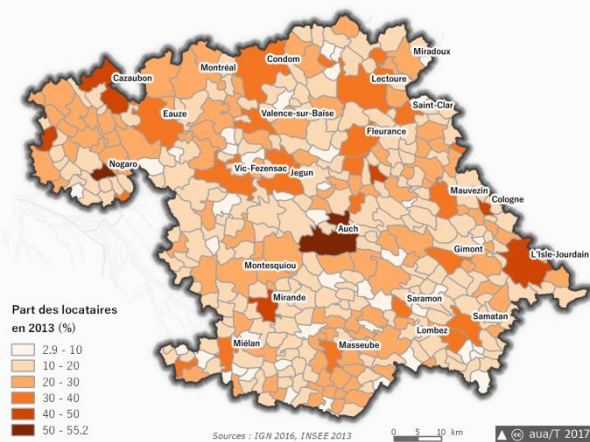 Miradoux
Condom
Montréal
Cazaubon
Lectoure
Saint-Clar
Eauze
Valence-sur-Baïse
Fleurance
Nogaro
Vic-Fezensac
Jegun
Mauvezin
Cologne
Auch
Gimont
L'Isle-Jourdain
Montesquiou
Mirande
Saramon
Samatan
Lombez
Miélan
Masseube
Part des locataires
en 2013 (%)
2.9 - 10
10 - 20
20 - 30
30 - 40
40 - 50
50 - 55.2
Sources : IGN 2016, INSEE 2013
0 5 10 km
cc aua/T 2017